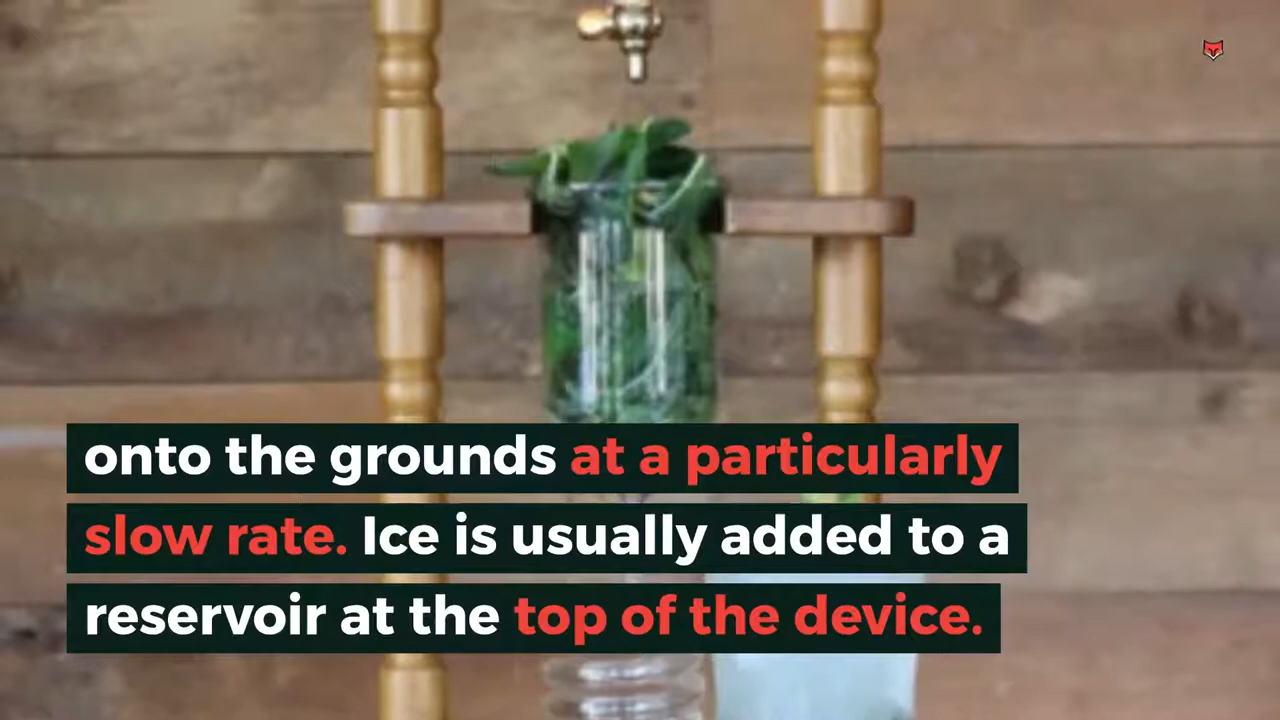 onto the grounds at a particularly
slow rate. Ice is usually added to a
reservoir at the top of the device.